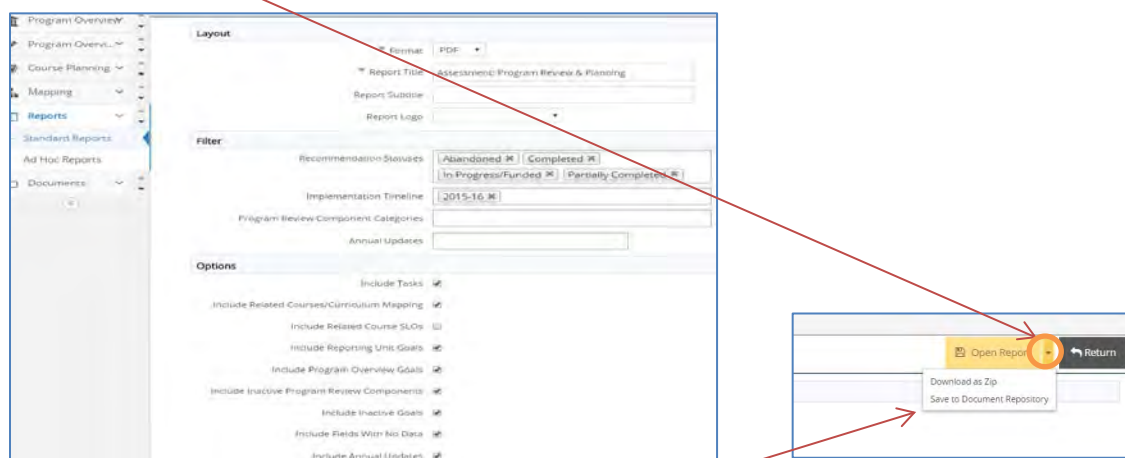 Program Overview
Program Overvi...
Course Planning
Mapping
Reports
Standard Reports
Ad Hoc Reports
Documents
Layout
* Format PDF
* Report Title Assessment: Program Review & Planning
Report Subtitle
Report Logo
Filter
Recommendation Statuses Abandoned ✖ Completed ✖
In Progress/Funded ✖ Partially Completed ✖
Implementation Timeline 2015-16 ✖
Program Review Component Categories
Annual Updates
Options
Include Tasks
Include Related Courses/Curriculum Mapping
Include Related Course SLOs
Include Reporting Unit Goals
Include Program Overview Goals
Include Inactive Program Review Components
Include Inactive Goals
Include Fields With No Data
Include Annual Updates
Open Repor
Return
Download as Zip
Save to Document Repository